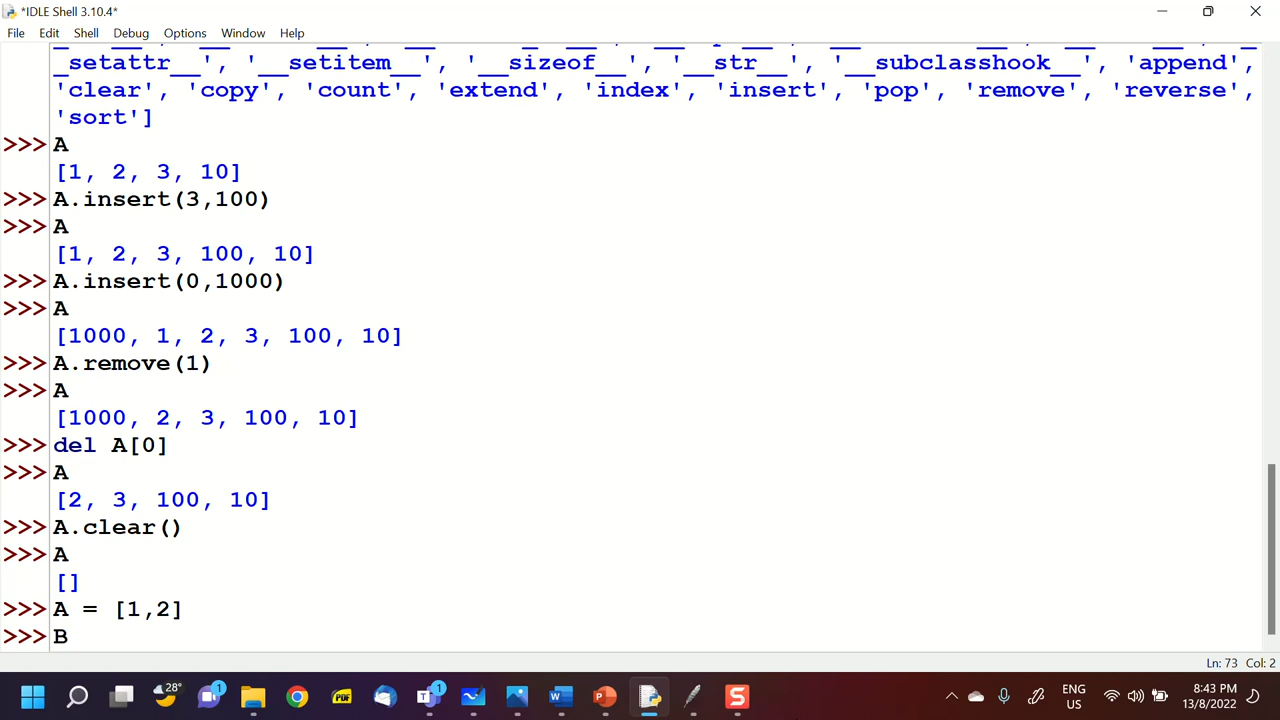 *IDLE Shell 3.10.4*
File Edit Shell Debug Options Window Help
_setattr__', '__setitem__', '__sizeof__', '__str__', '__subclasshook__', 'append',
'clear', 'copy', 'count', 'extend', 'index', 'insert', 'pop', 'remove', 'reverse',
'sort']
>>> A
[1, 2, 3, 10]
>>> A.insert(3,100)
>>> A
[1, 2, 3, 100, 10]
>>> A.insert(0,1000)
>>> A
[1000, 1, 2, 3, 100, 10]
>>> A.remove(1)
>>> A
[1000, 2, 3, 100, 10]
>>> del A[0]
>>> A
[2, 3, 100, 10]
>>> A.clear()
>>> A
[]
>>> A = [1,2]
>>> B
Ln: 73 Col: 2
28°
1
PDF
1
W
P
S
ENG
US
8:43 PM
13/8/2022